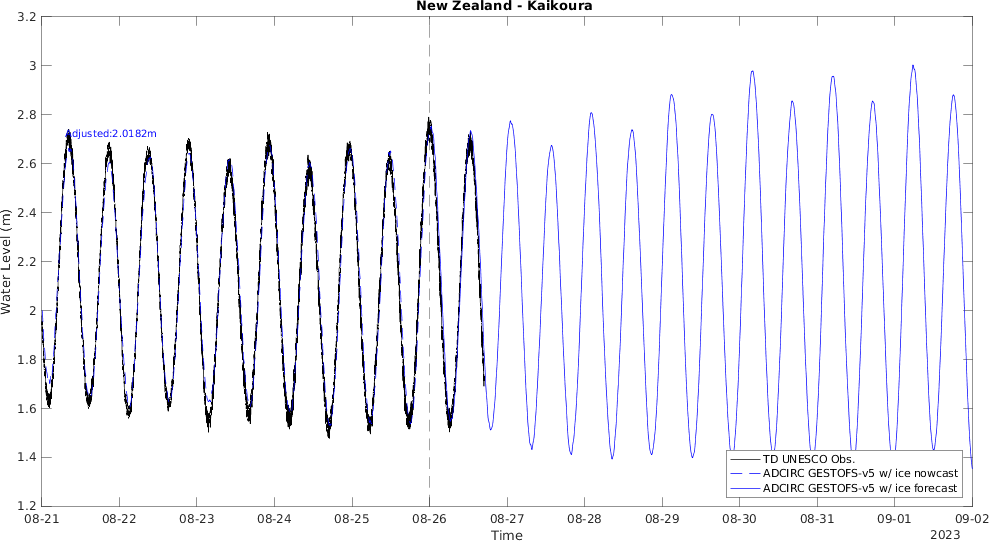 New Zealand - Kaikoura
Water Level (m)
3.2
3
2.8
2.6
2.4
2.2
2
1.8
1.6
1.4
1.2
Adjusted:2.0182m
TD UNESCO Obs.
ADCIRC GESTOFS-v5 w/ ice nowcast
ADCIRC GESTOFS-v5 w/ ice forecast
08-21 08-22 08-23 08-24 08-25 08-26 08-27 08-28 08-29 08-30 08-31 09-01 09-02
Time
2023